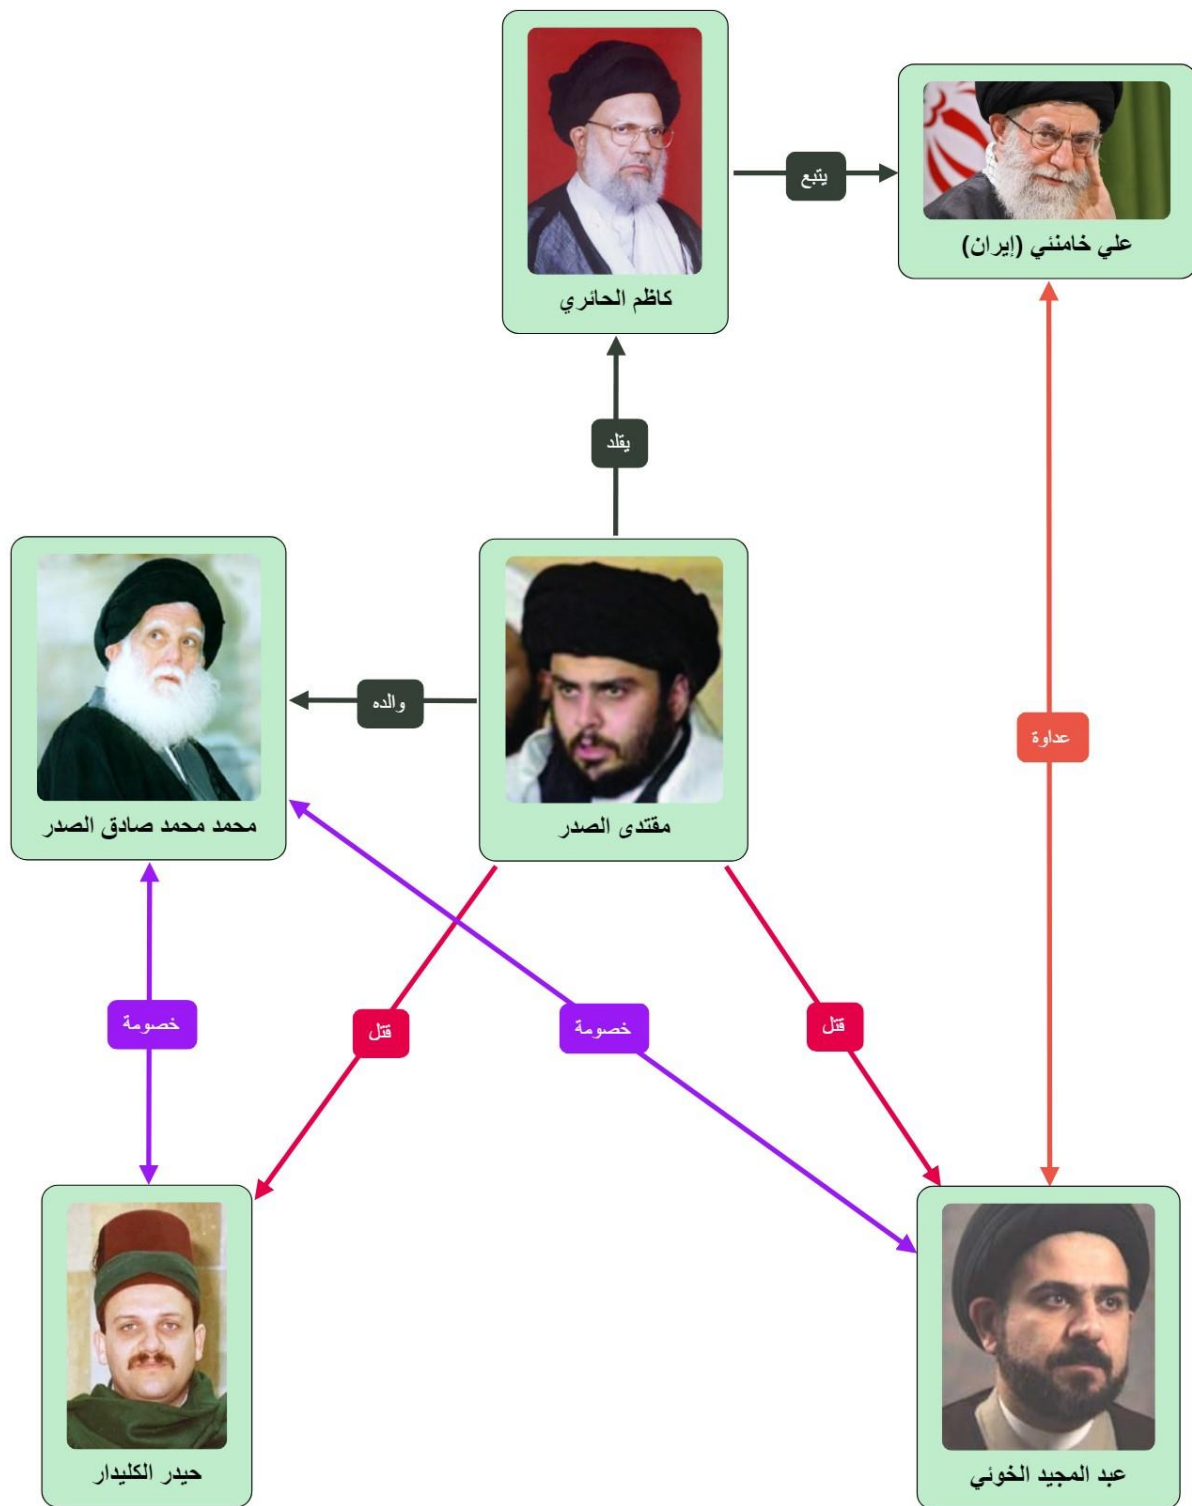 كاظم الحائري
يتبع
علي خامنئي (إيران)
يقلد
محمد محمد صادق الصدر
والده
مقتدى الصدر
عداوة
خصومة
قتل
خصومة
قتل
حيدر الكليدار
عبد المجيد الخوئي